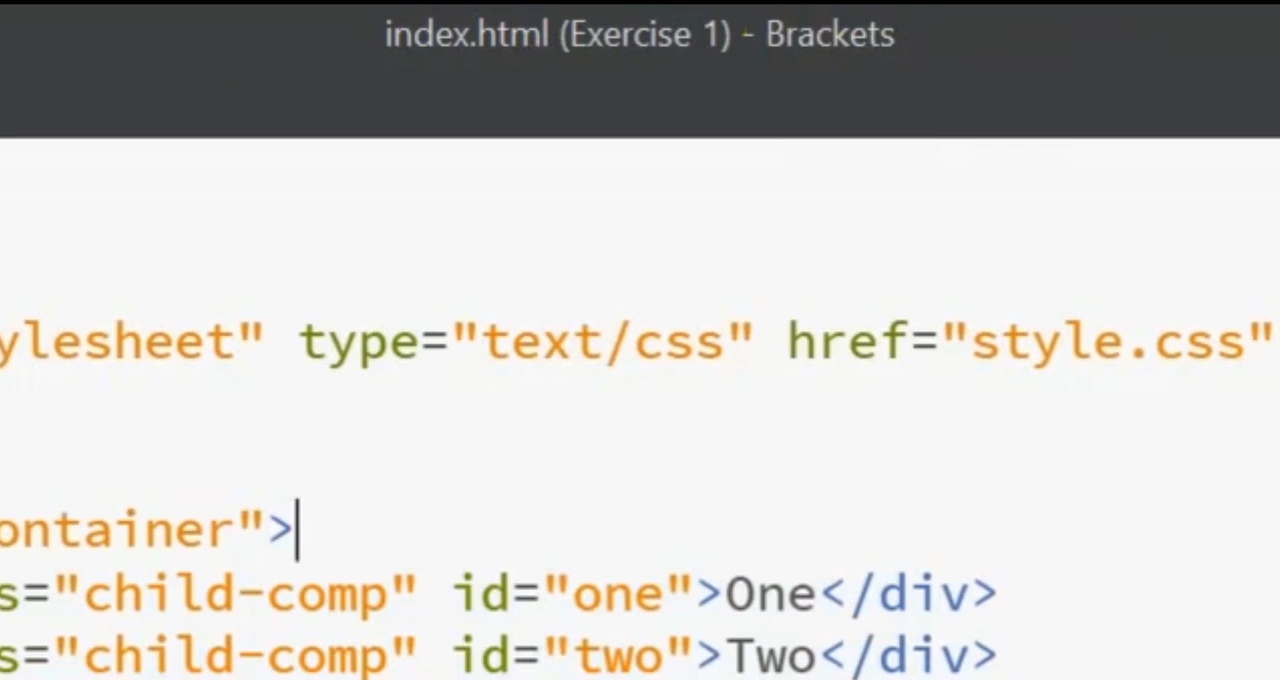 index.html (Exercise 1) - Brackets
ylesheet" type="text/css" href="style.css"
ontainer">
s="child-comp" id="one">One</div>
s="child-comp" id="two">Two</div>